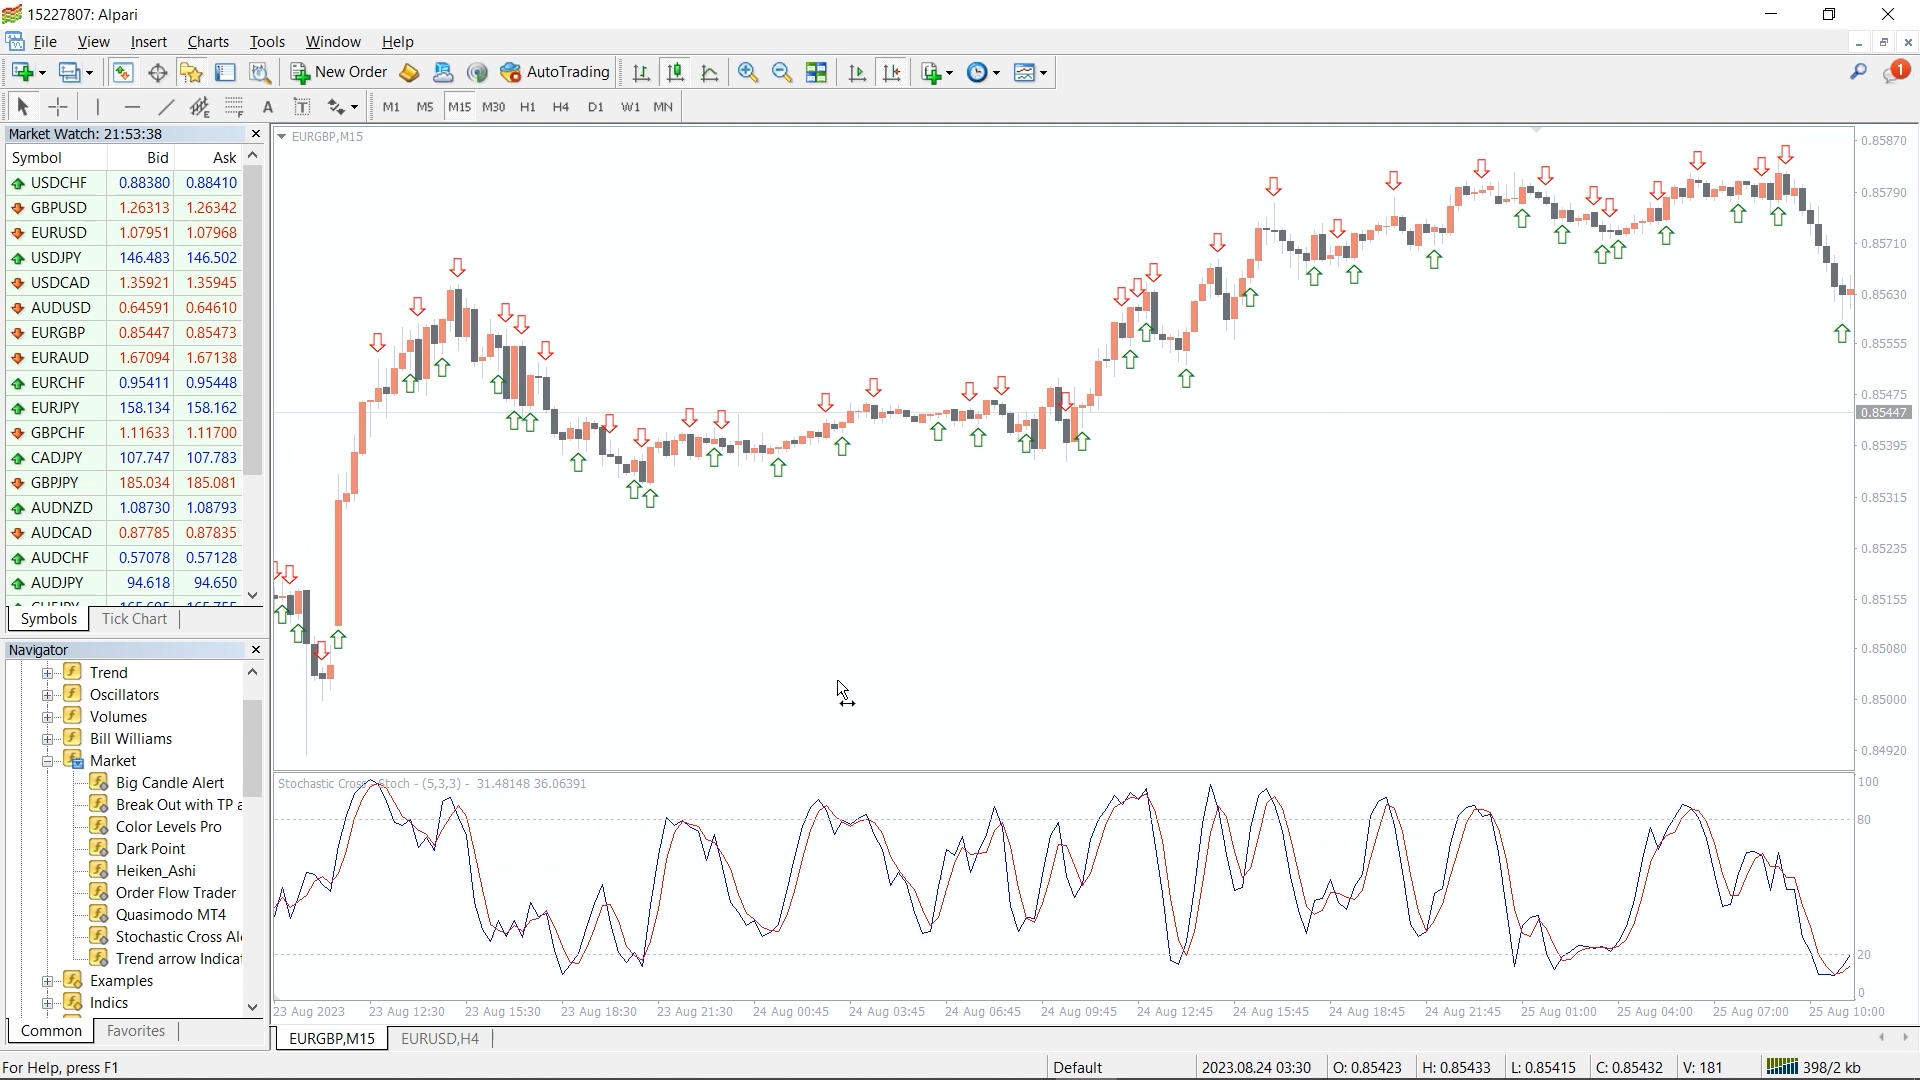 15227807: Alpari
File View Insert Charts Tools Window Help
New Order AutoTrading
1
A T M1 M5 M15 M30 H1 H4 D1 W1 MN
Market Watch: 21:53:38
Symbol Bid Ask
USDCHF 0.88380 0.88410
GBPUSD 1.26313 1.26342
EURUSD 1.07951 1.07968
USDJPY 146.483 146.502
USDCAD 1.35921 1.35945
AUDUSD 0.64591 0.64610
EURGBP 0.85447 0.85473
EURAUD 1.67094 1.67138
EURCHF 0.95411 0.95448
EURJPY 158.134 158.162
GBPCHF 1.11633 1.11700
CADJPY 107.747 107.783
GBPJPY 185.034 185.081
AUDNZD 1.08730 1.08793
AUDCAD 0.87785 0.87835
AUDCHF 0.57078 0.57128
AUDJPY 94.618 94.650
Symbols Tick Chart
Navigator
Trend
Oscillators
Volumes
Bill Williams
Market
Big Candle Alert
Break Out with TP a
Color Levels Pro
Dark Point
Heiken_Ashi
Order Flow Trader
Quasimodo MT4
Stochastic Cross Al
Trend arrow Indica
Examples
Indics
Common Favorites
EURGBP,M15
0.85870
0.85790
0.85710
0.85630
0.85555
0.85475
0.85447
0.85395
0.85315
0.85235
0.85155
0.85080
0.85000
0.84920
Stochastic Cross Stoch - (5,3,3) - 31.48148 36.06391
100
80
20
0
23 Aug 2023 23 Aug 12:30 23 Aug 15:30 23 Aug 18:30 23 Aug 21:30 24 Aug 00:45 24 Aug 03:45 24 Aug 06:45 24 Aug 09:45 24 Aug 12:45 24 Aug 15:45 24 Aug 18:45 24 Aug 21:45 25 Aug 01:00 25 Aug 04:00 25 Aug 07:00 25 Aug 10:00
EURGBP,M15 EURUSD,H4
For Help, press F1 Default 2023.08.24 03:30 O: 0.85423 H: 0.85433 L: 0.85415 C: 0.85432 V: 181 398/2 kb